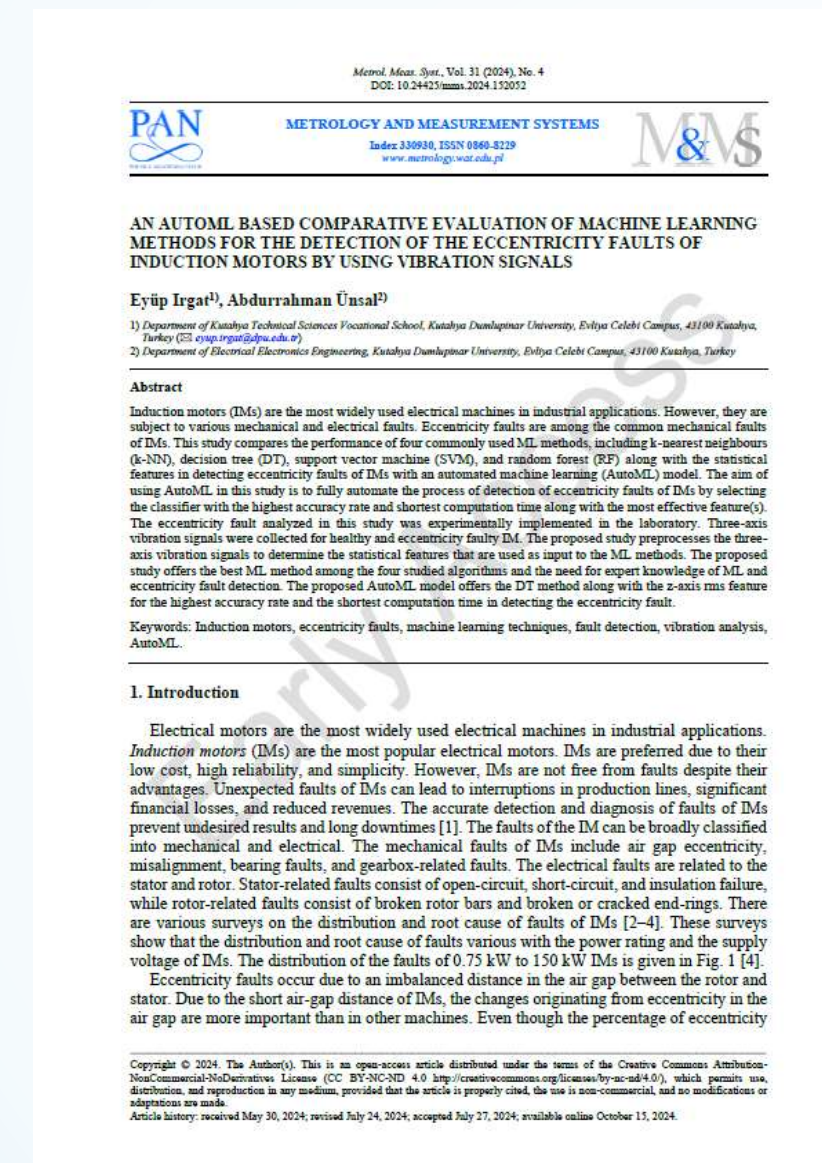 Metrol. Meas. Syst., Vol. 31 (2024), No. 4
DOI: 10.24425/mms.2024.152052
PAN
METROLOGY AND MEASUREMENT SYSTEMS
Index 330930, ISSN 0860-8229
www.metrology.wat.edu.pl
M&MS
AN AUTOML BASED COMPARATIVE EVALUATION OF MACHINE LEARNING
METHODS FOR THE DETECTION OF THE ECCENTRICITY FAULTS OF
INDUCTION MOTORS BY USING VIBRATION SIGNALS
Eyüp Irgat1), Abdurrahman Ünsal2)
1) Department of Kutahya Technical Sciences Vocational School, Kutahya Dumlupinar University, Evliya Celebi Campus, 43100 Kutahya,
Turkey (✉ eyup.irgat@dpu.edu.tr)
2) Department of Electrical Electronics Engineering, Kutahya Dumlupinar University, Evliya Celebi Campus, 43100 Kutahya, Turkey
Abstract
Induction motors (IMs) are the most widely used electrical machines in industrial applications. However, they are
subject to various mechanical and electrical faults. Eccentricity faults are among the common mechanical faults
of IMs. This study compares the performance of four commonly used ML methods, including k-nearest neighbours
(k-NN), decision tree (DT), support vector machine (SVM), and random forest (RF) along with the statistical
features in detecting eccentricity faults of IMs with an automated machine learning (AutoML) model. The aim of
using AutoML in this study is to fully automate the process of detection of eccentricity faults of IMs by selecting
the classifier with the highest accuracy rate and shortest computation time along with the most effective feature(s).
The eccentricity fault analyzed in this study was experimentally implemented in the laboratory. Three-axis
vibration signals were collected for healthy and eccentricity faulty IM. The proposed study preprocesses the three-
axis vibration signals to determine the statistical features that are used as input to the ML methods. The proposed
study offers the best ML method among the four studied algorithms and the need for expert knowledge of ML and
eccentricity fault detection. The proposed AutoML model offers the DT method along with the z-axis rms feature
for the highest accuracy rate and the shortest computation time in detecting the eccentricity fault.
Keywords: Induction motors, eccentricity faults, machine learning techniques, fault detection, vibration analysis,
AutoML.
1. Introduction
Electrical motors are the most widely used electrical machines in industrial applications.
Induction motors (IMs) are the most popular electrical motors. IMs are preferred due to their
low cost, high reliability, and simplicity. However, IMs are not free from faults despite their
advantages. Unexpected faults of IMs can lead to interruptions in production lines, significant
financial losses, and reduced revenues. The accurate detection and diagnosis of faults of IMs
prevent undesired results and long downtimes [1]. The faults of the IM can be broadly classified
into mechanical and electrical. The mechanical faults of IMs include air gap eccentricity,
misalignment, bearing faults, and gearbox-related faults. The electrical faults are related to the
stator and rotor. Stator-related faults consist of open-circuit, short-circuit, and insulation failure,
while rotor-related faults consist of broken rotor bars and broken or cracked end-rings. There
are various surveys on the distribution and root cause of faults of IMs [2–4]. These surveys
show that the distribution and root cause of faults various with the power rating and the supply
voltage of IMs. The distribution of the faults of 0.75 kW to 150 kW IMs is given in Fig. 1 [4].
Eccentricity faults occur due to an imbalanced distance in the air gap between the rotor and
stator. Due to the short air-gap distance of IMs, the changes originating from eccentricity in the
air gap are more important than in other machines. Even though the percentage of eccentricity
Copyright © 2024. The Author(s). This is an open-access article distributed under the terms of the Creative Commons Attribution-
NonCommercial-NoDerivatives License (CC BY-NC-ND 4.0 http://creativecommons.org/licenses/by-nc-nd/4.0/), which permits use,
distribution, and reproduction in any medium, provided that the article is properly cited, the use is non-commercial, and no modifications or
adaptations are made.
Article history: received May 30, 2024; revised July 24, 2024; accepted July 27, 2024; available online October 15, 2024.
Early Access